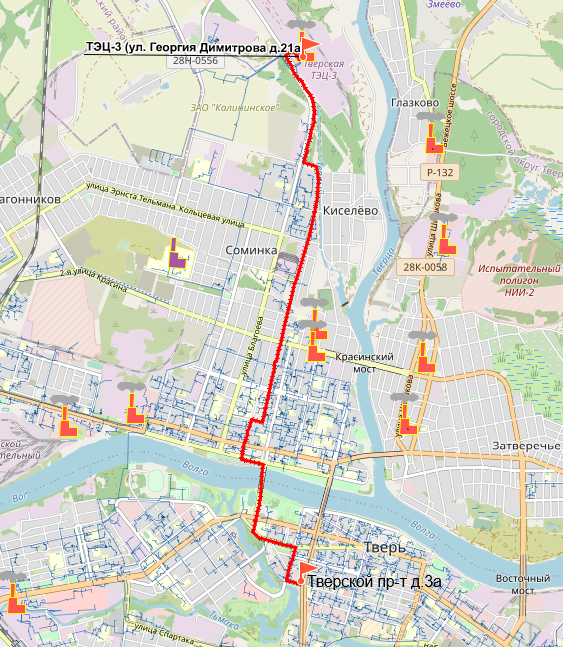 Змеёво
ТЭЦ-3 (ул. Георгия Димитрова д.21а
28Н-0556
Тверская
ТЭЦ-3
ЗАО "Калининское"
Глазково
Р-132
улица Эрнста Тельмана
Кольцевая улица
агонников
Киселёво
Соминка
Тверца
28К-0058
2-я улица Красина
Испытательный
полигон
НИИ-2
улица Благоева
Красинский
мост
Затверечье
Волга
Волга
Тверь
Тверской пр-т д.3а
Восточный
мост
Тьмака
улица Спартака